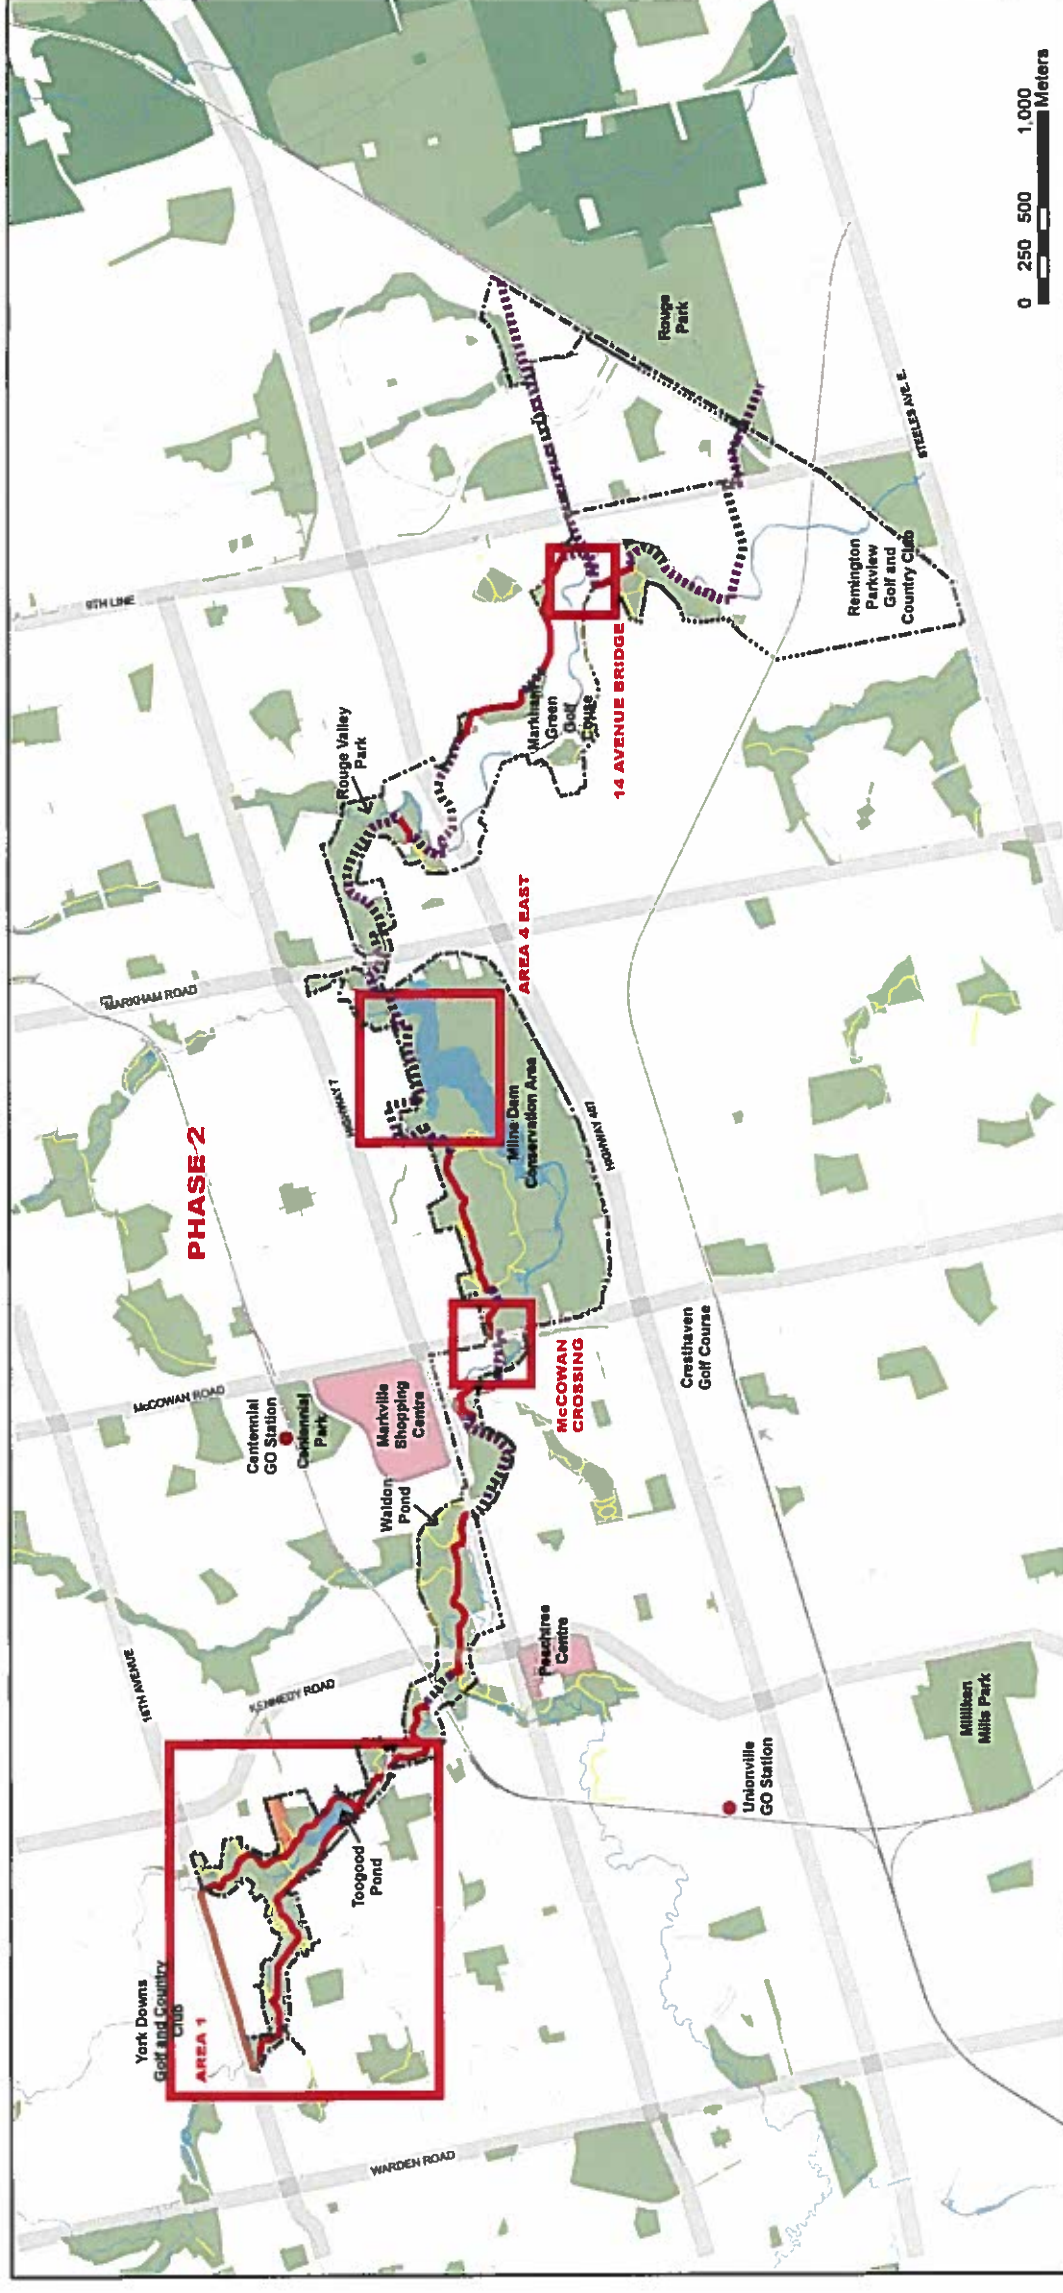 PHASE 2
AREA 1
York Downs
Golf and Country
Club
Toogood
Pond
16TH AVENUE
KENNEDY ROAD
WARDEN ROAD
Unionville
GO Station
Milliken
Mills Park
Peachtree
Centre
Waldon
Pond
Centennial
GO Station
Centennial
Park
Markville
Shopping
Centre
McCOWAN ROAD
McCOWAN
CROSSING
Cresthaven
Golf Course
HIGHWAY 7
Milne Dam
Conservation Area
HIGHWAY 407
AREA 4 EAST
MARKHAM ROAD
Rouge Valley
Park
Markham
Green
Golf
14 AVENUE BRIDGE
9TH LINE
Remington
Parkview
Golf and
Country Club
STEELES AVE. E.
Rouge
Park
0 250 500 1,000
Meters